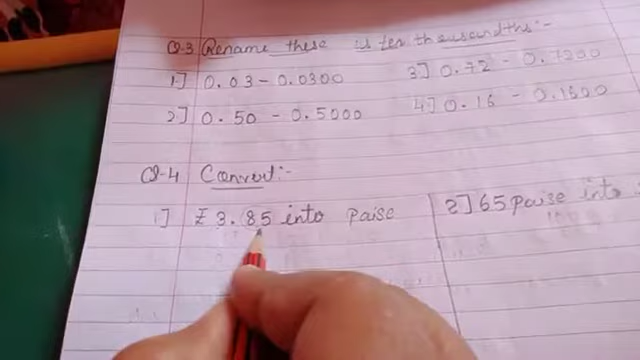 Q.3 Rename these is ten thousandths:-
1] 0.03 - 0.0300
3] 0.72 - 0.7200
2] 0.50 - 0.5000
4] 0.16 - 0.1600
Q-4 Convert:-
1] ₹ 3.85 into paise
2] 65 paise into